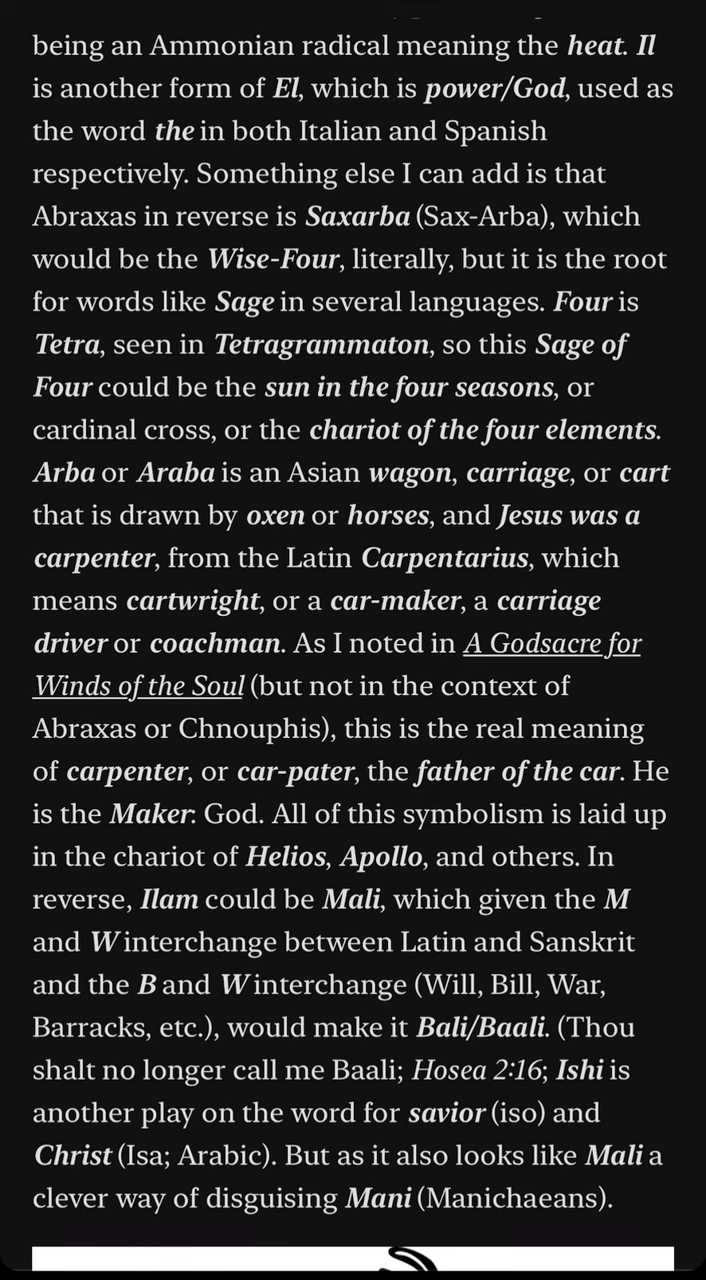 being an Ammonian radical meaning the heat. Il
is another form of El, which is power/God, used as
the word the in both Italian and Spanish
respectively. Something else I can add is that
Abraxas in reverse is Saxarba (Sax-Arba), which
would be the Wise-Four, literally, but it is the root
for words like Sage in several languages. Four is
Tetra, seen in Tetragrammaton, so this Sage of
Four could be the sun in the four seasons, or
cardinal cross, or the chariot of the four elements.
Arba or Araba is an Asian wagon, carriage, or cart
that is drawn by oxen or horses, and Jesus was a
carpenter, from the Latin Carpentarius, which
means cartwright, or a car-maker, a carriage
driver or coachman. As I noted in A Godsacre for
Winds of the Soul (but not in the context of
Abraxas or Chnouphis), this is the real meaning
of carpenter, or car-pater, the father of the car. He
is the Maker: God. All of this symbolism is laid up
in the chariot of Helios, Apollo, and others. In
reverse, Ilam could be Mali, which given the M
and W interchange between Latin and Sanskrit
and the B and W interchange (Will, Bill, War,
Barracks, etc.), would make it Bali/Baali. (Thou
shalt no longer call me Baali; Hosea 2:16; Ishi is
another play on the word for savior (iso) and
Christ (Isa; Arabic). But as it also looks like Mali a
clever way of disguising Mani (Manichaeans).